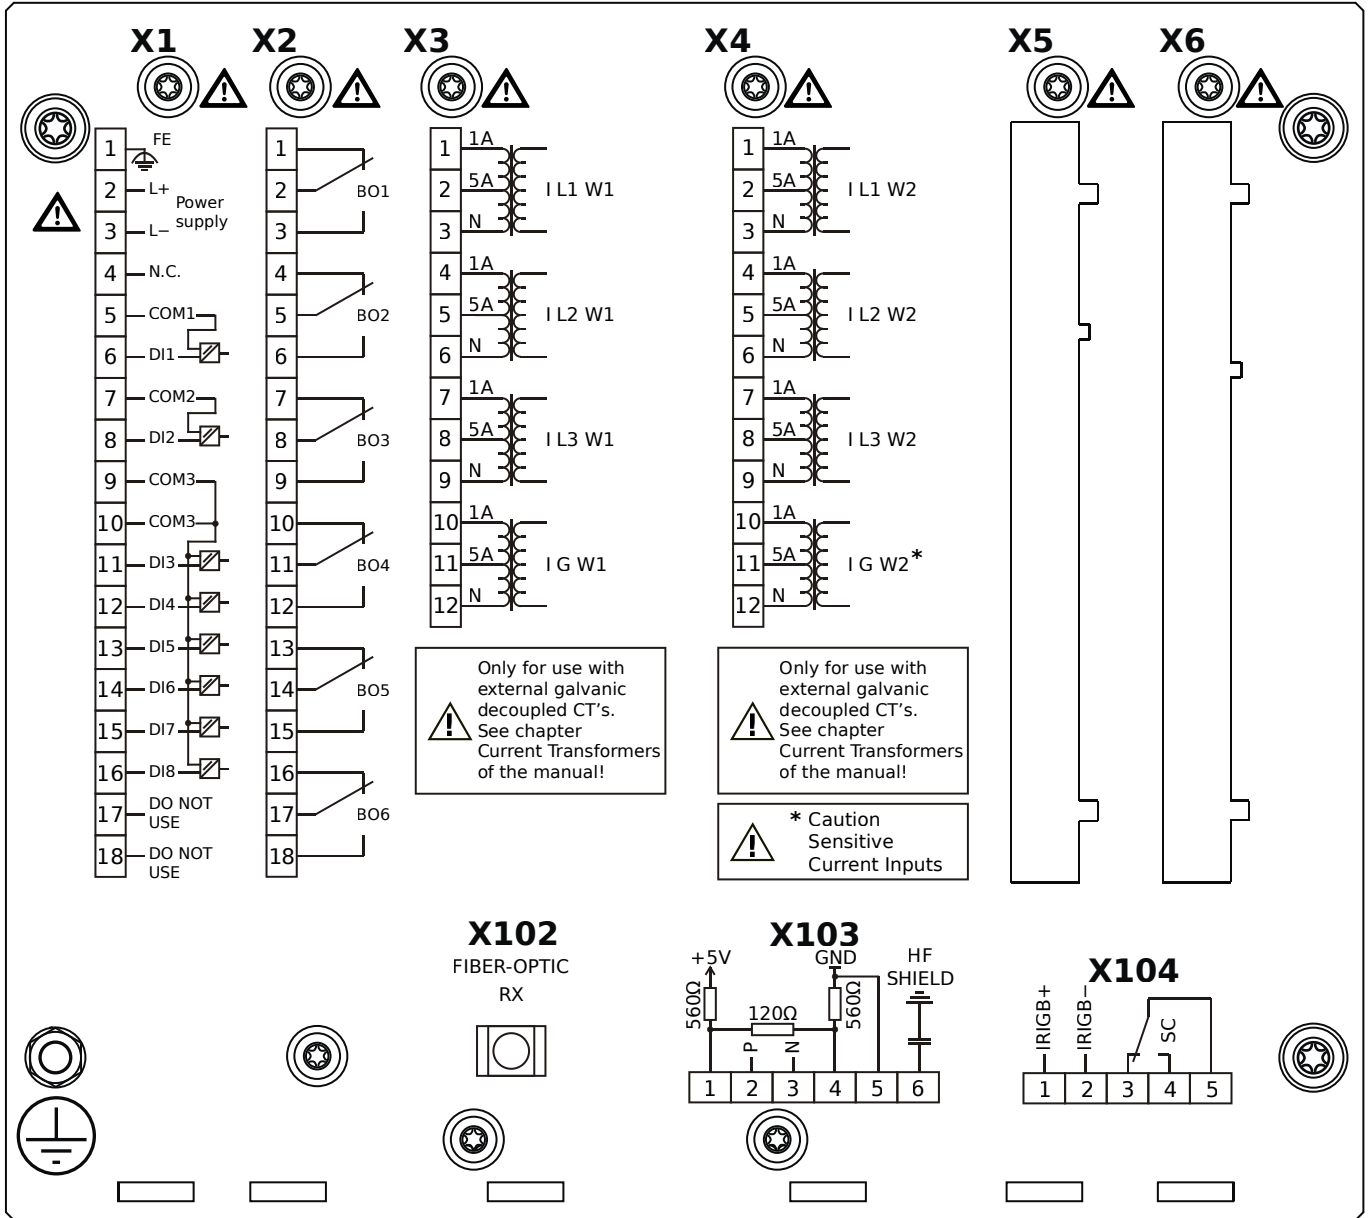 X1
X2
X3
X4
X5
X6
1 FE
2 L+
Power
supply
3 L−
4 N.C.
5 COM1
6 DI1
7 COM2
8 DI2
9 COM3
10 COM3
11 DI3
12 DI4
13 DI5
14 DI6
15 DI7
16 DI8
17 DO NOT
USE
18 DO NOT
USE
1
2 BO1
3
4
5 BO2
6
7
8 BO3
9
10
11 BO4
12
13
14 BO5
15
16
17 BO6
18
1 1A
2 5A I L1 W1
3 N
4 1A
5 5A I L2 W1
6 N
7 1A
8 5A I L3 W1
9 N
10 1A
11 5A I G W1
12 N
Only for use with
external galvanic
decoupled CT's.
See chapter
Current Transformers
of the manual!
1 1A
2 5A I L1 W2
3 N
4 1A
5 5A I L2 W2
6 N
7 1A
8 5A I L3 W2
9 N
10 1A
11 5A I G W2*
12 N
Only for use with
external galvanic
decoupled CT's.
See chapter
Current Transformers
of the manual!
* Caution
Sensitive
Current Inputs
X102
FIBER-OPTIC
RX
X103
+5V GND HF
SHIELD
560Ω 120Ω 560Ω
P N
1 2 3 4 5 6
X104
IRIGB+ IRIGB− SC
1 2 3 4 5